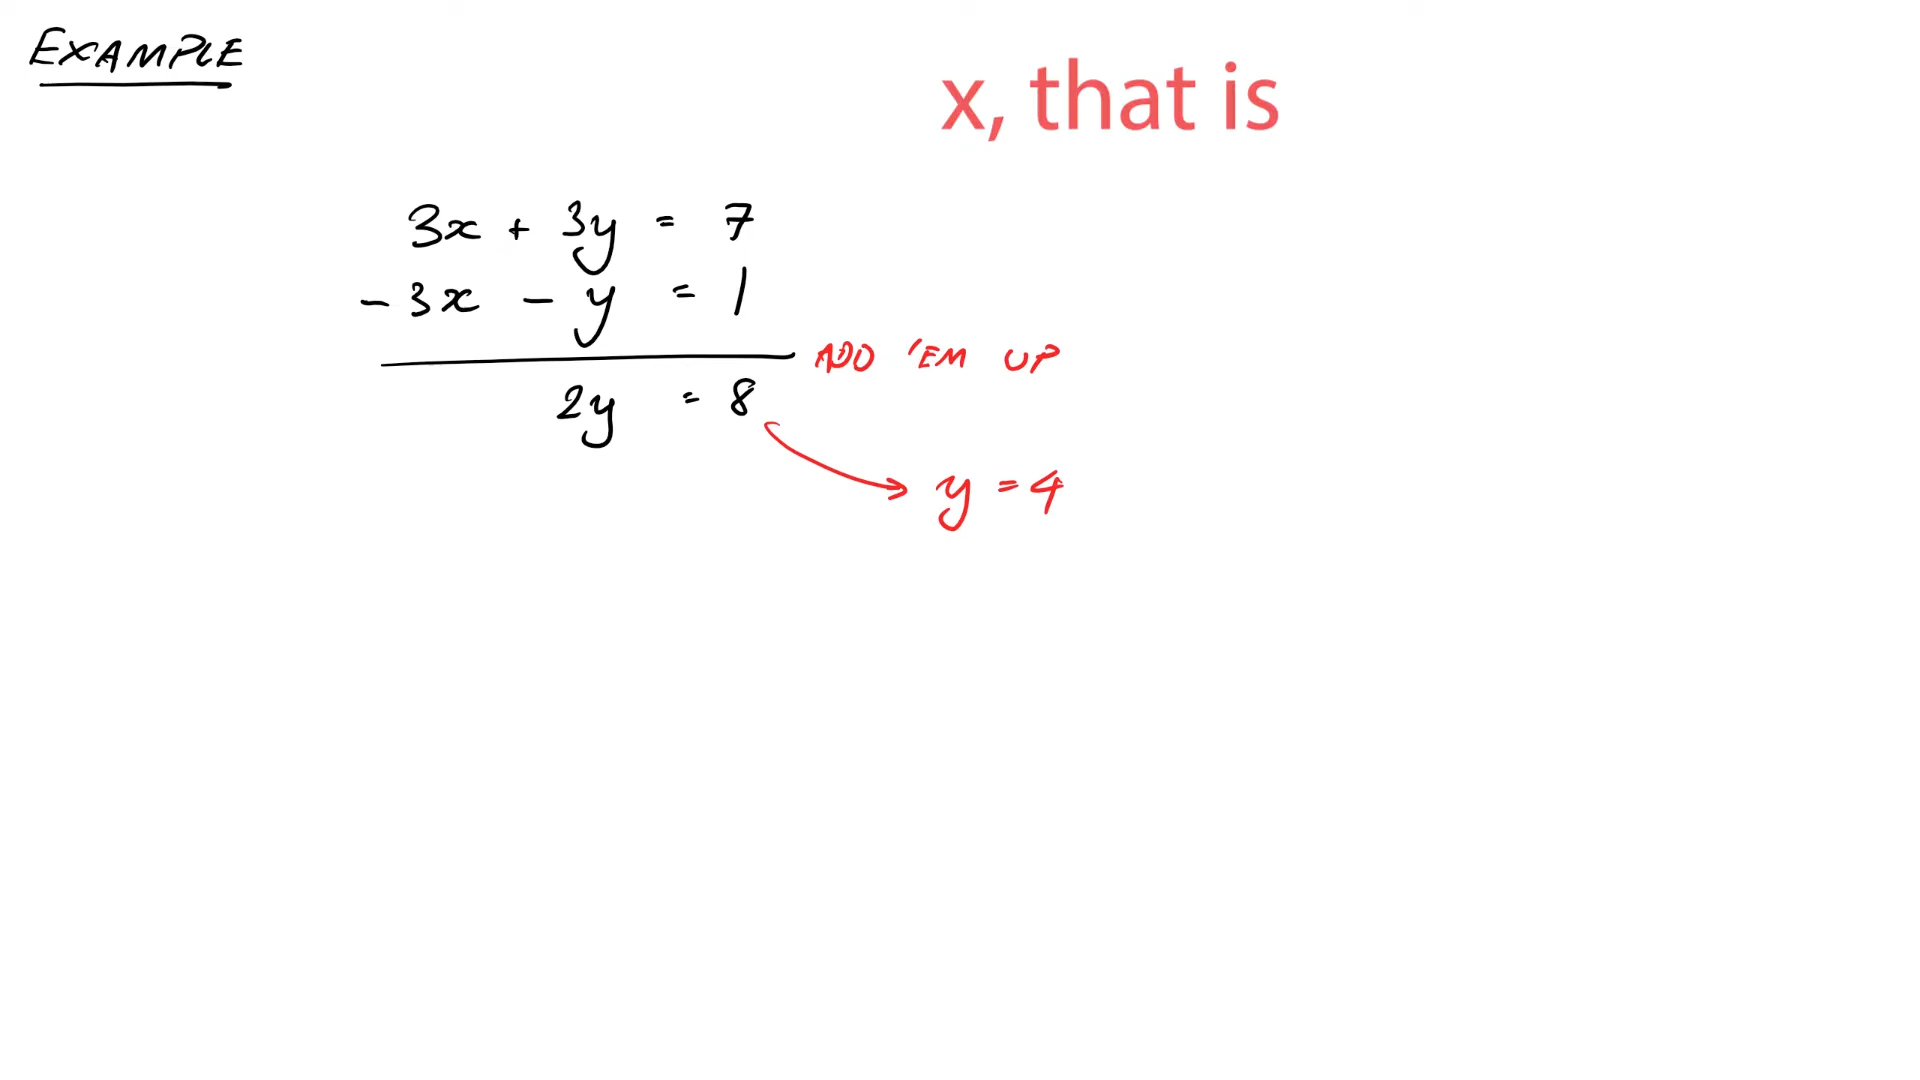 EXAMPLE
x, that is
3x + 3y = 7
- 3x - y = 1
ADD 'EM UP
2y = 8
y = 4